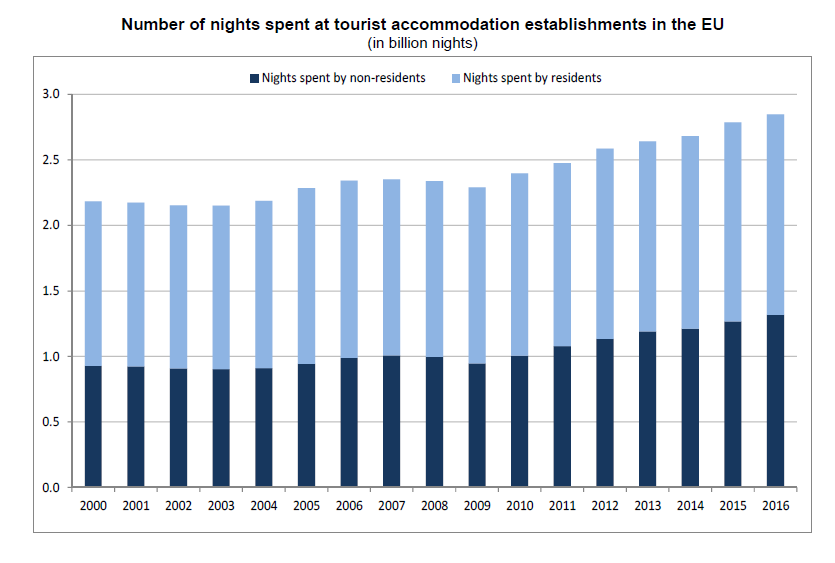 Number of nights spent at tourist accommodation establishments in the EU
(in billion nights)
Nights spent by non-residents Nights spent by residents
3.0
2.5
2.0
1.5
1.0
0.5
0.0
2000 2001 2002 2003 2004 2005 2006 2007 2008 2009 2010 2011 2012 2013 2014 2015 2016